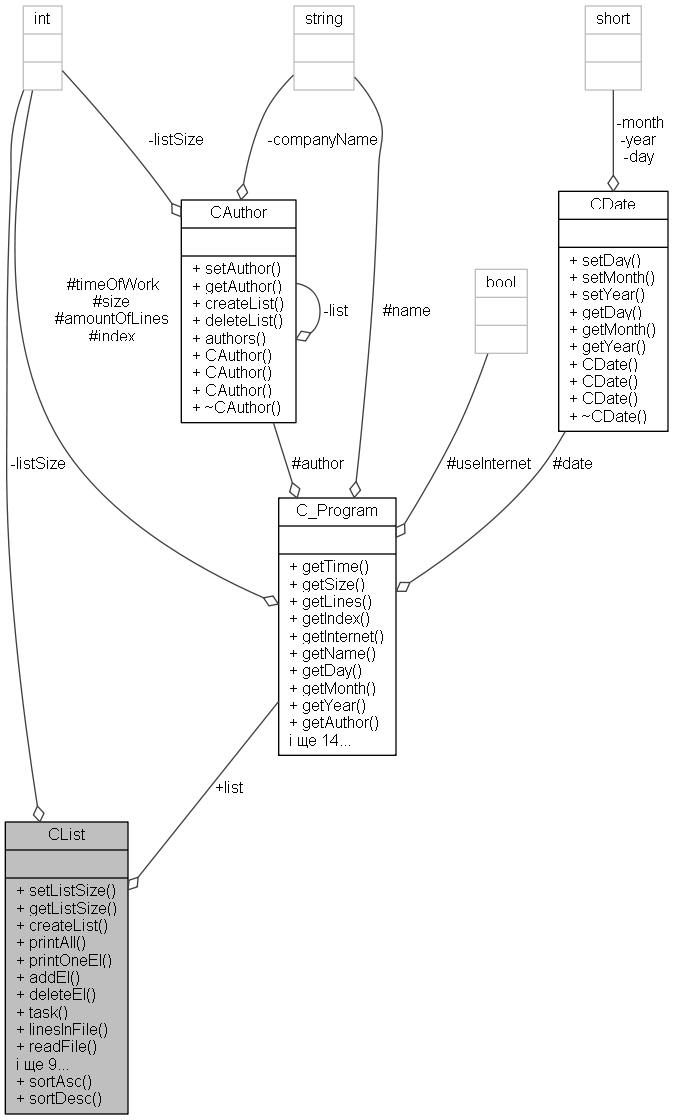 int
string
short
-listSize
-companyName
-month
-year
-day
CAuthor
+ setAuthor()
+ getAuthor()
+ createList()
+ deleteList()
+ authors()
+ CAuthor()
+ CAuthor()
+ CAuthor()
+ ~CAuthor()
-list
CDate
+ setDay()
+ setMonth()
+ setYear()
+ getDay()
+ getMonth()
+ getYear()
+ CDate()
+ CDate()
+ CDate()
+ ~CDate()
bool
#timeOfWork
#size
#amountOfLines
#index
#name
-listSize
#author
#useInternet
#date
C_Program
+ getTime()
+ getSize()
+ getLines()
+ getIndex()
+ getInternet()
+ getName()
+ getDay()
+ getMonth()
+ getYear()
+ getAuthor()
і ще 14...
+list
CList
+ setListSize()
+ getListSize()
+ createList()
+ printAll()
+ printOneEl()
+ addEl()
+ deleteEl()
+ task()
+ linesInFile()
+ readFile()
і ще 9...
+ sortAsc()
+ sortDesc()